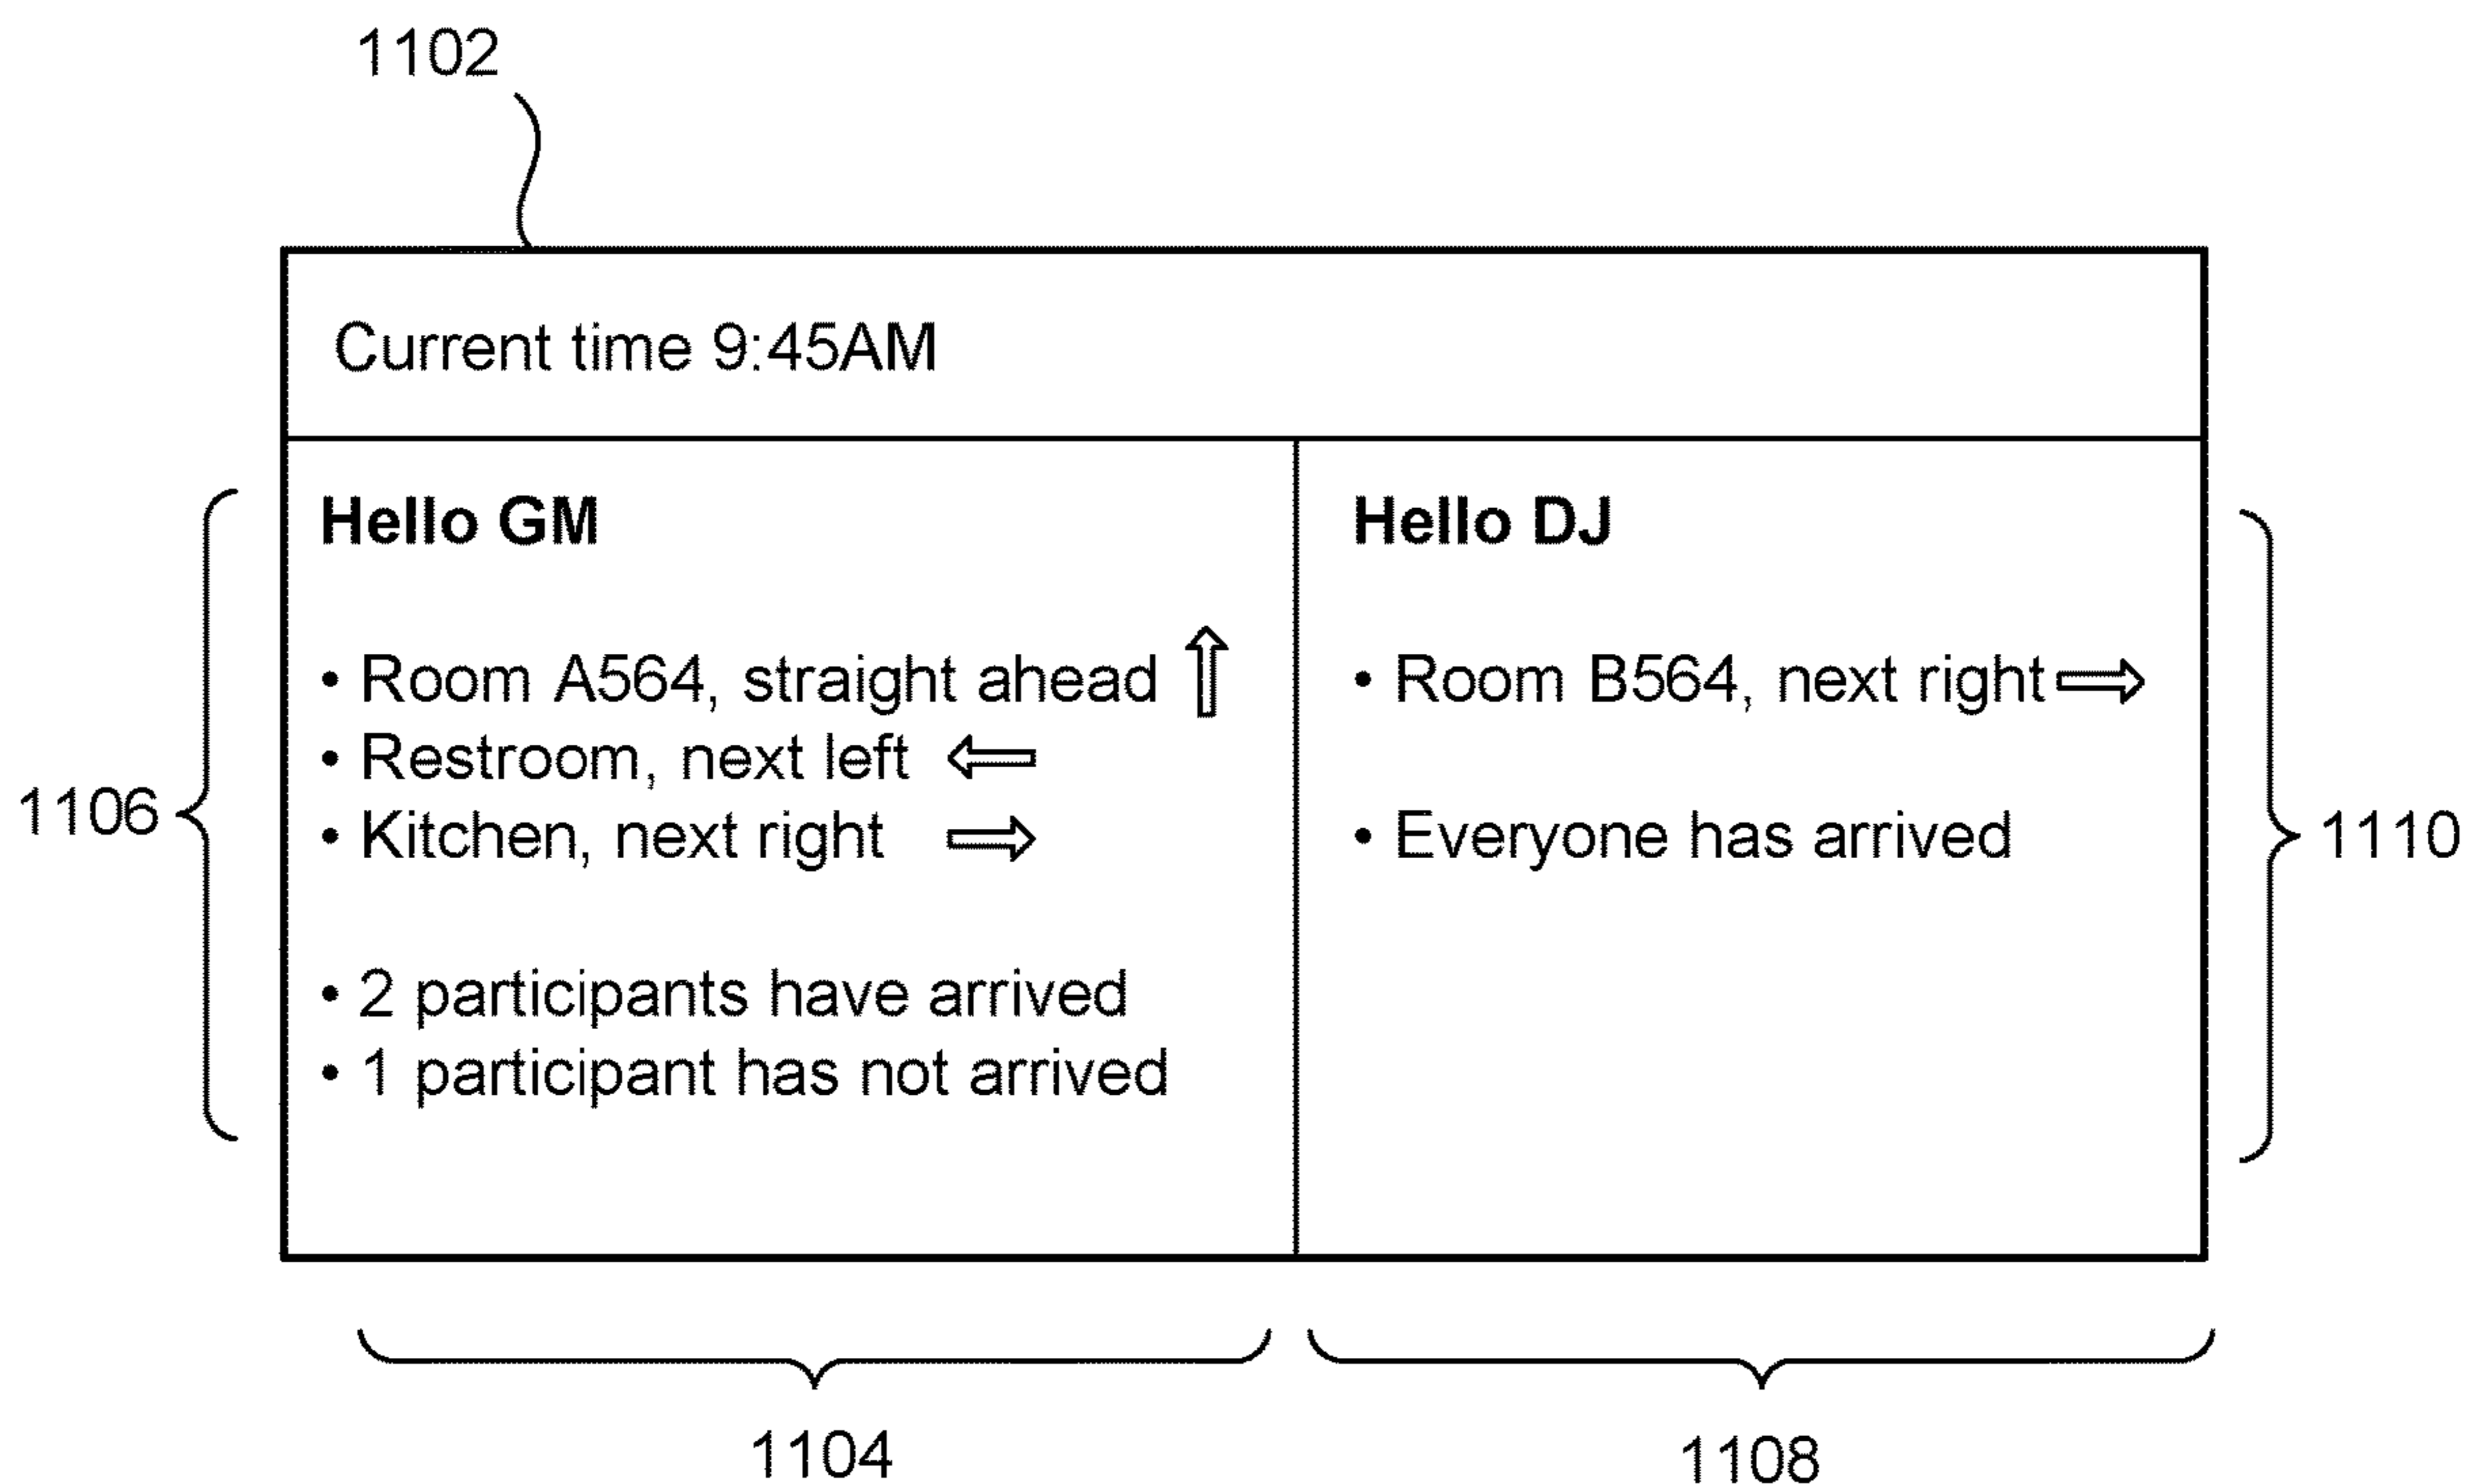 1102
Current time 9:45AM
Hello GM
• Room A564, straight ahead
• Restroom, next left
• Kitchen, next right
• 2 participants have arrived
• 1 participant has not arrived
Hello DJ
• Room B564, next right
• Everyone has arrived
1106
1110
1104
1108